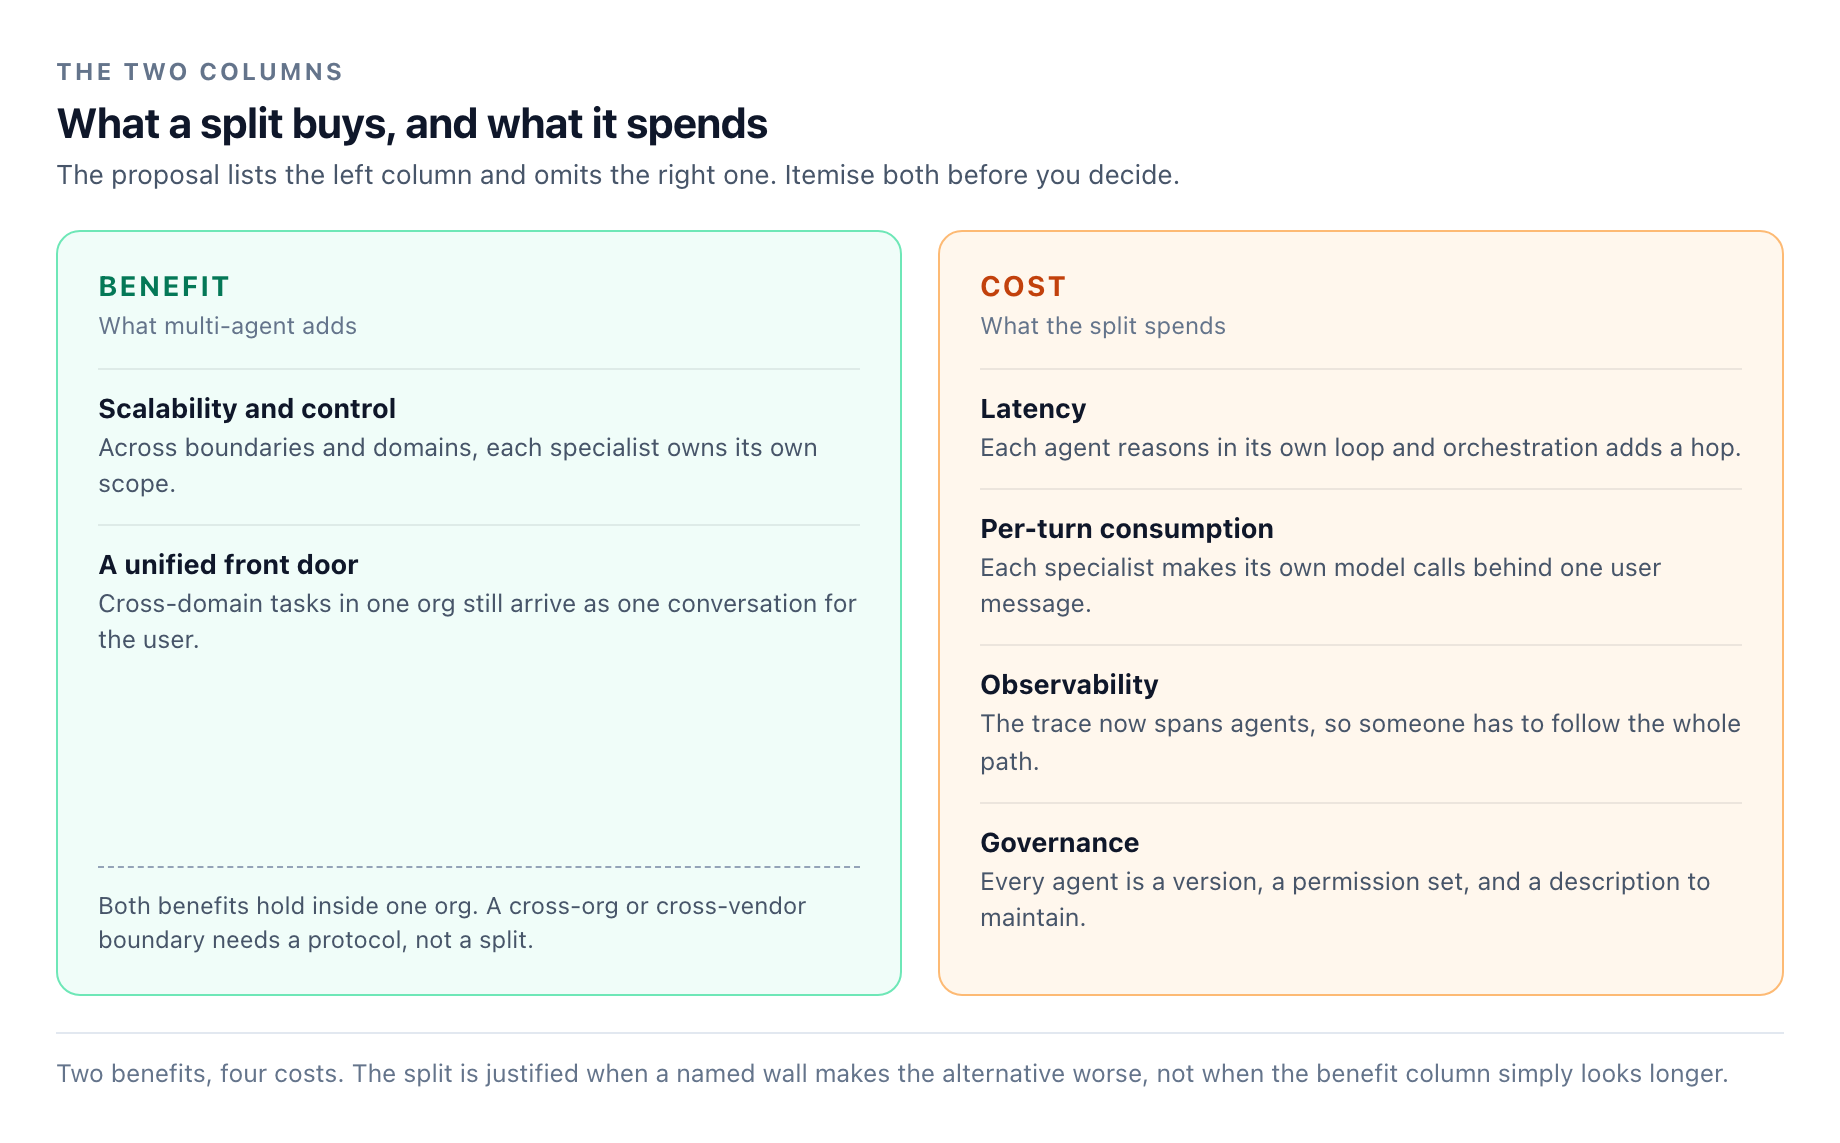 THE TWO COLUMNS
What a split buys, and what it spends
The proposal lists the left column and omits the right one. Itemise both before you decide.
BENEFIT
What multi-agent adds
Scalability and control
Across boundaries and domains, each specialist owns its own
scope.
A unified front door
Cross-domain tasks in one org still arrive as one conversation for
the user.
Both benefits hold inside one org. A cross-org or cross-vendor
boundary needs a protocol, not a split.
COST
What the split spends
Latency
Each agent reasons in its own loop and orchestration adds a hop.
Per-turn consumption
Each specialist makes its own model calls behind one user
message.
Observability
The trace now spans agents, so someone has to follow the whole
path.
Governance
Every agent is a version, a permission set, and a description to
maintain.
Two benefits, four costs. The split is justified when a named wall makes the alternative worse, not when the benefit column simply looks longer.